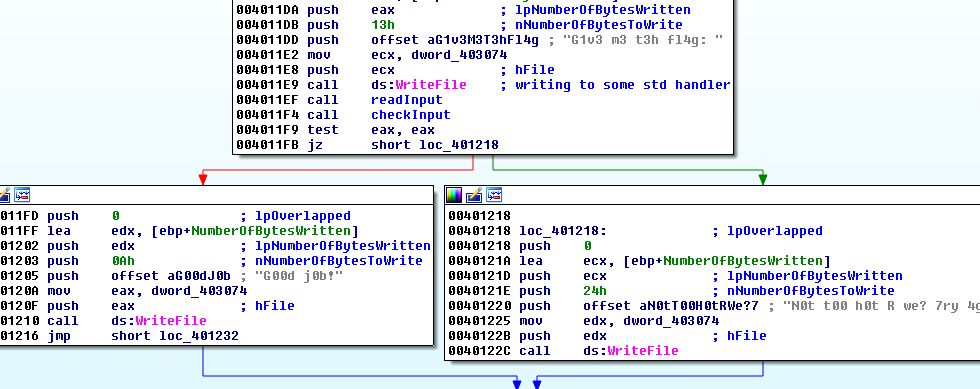 004011DA push eax ; lpNumberOfBytesWritten
004011DB push 13h ; nNumberOfBytesToWrite
004011DD push offset aG1v3M3T3hFl4g ; "G1v3 m3 t3h fl4g: "
004011E2 mov ecx, dword_403074
004011E8 push ecx ; hFile
004011E9 call ds:WriteFile ; writing to some std handler
004011EF call readInput
004011F4 call checkInput
004011F9 test eax, eax
004011FB jz short loc_401218
011FD push 0 ; lpOverlapped
011FF lea edx, [ebp+NumberOfBytesWritten]
01202 push edx ; lpNumberOfBytesWritten
01203 push 0Ah ; nNumberOfBytesToWrite
01205 push offset aG00dJ0b ; "G00d j0b!"
0120A mov eax, dword_403074
0120F push eax ; hFile
01210 call ds:WriteFile
01216 jmp short loc_401232
00401218
00401218 loc_401218: ; lpOverlapped
00401218 push 0
0040121A lea ecx, [ebp+NumberOfBytesWritten]
0040121D push ecx ; lpNumberOfBytesWritten
0040121E push 24h ; nNumberOfBytesToWrite
00401220 push offset aN0tT00H0tRWe?7 ; "N0t t00 h0t R we? 7ry 4g
00401225 mov edx, dword_403074
0040122B push edx ; hFile
0040122C call ds:WriteFile